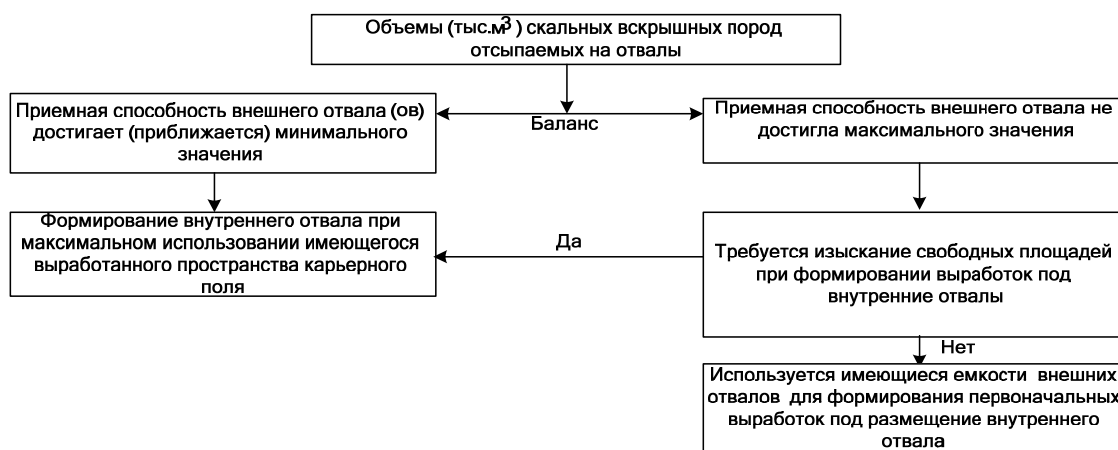 Объемы (тыс.м³) скальных вскрышных пород
отсыпаемых на отвалы
Приемная способность внешнего отвала (ов)
достигает (приближается) минимального
значения
Баланс
Приемная способность внешнего отвала не
достигла максимального значения
Формирование внутреннего отвала при
максимальном использовании имеющегося
выработанного пространства карьерного
поля
Да
Требуется изыскание свободных площадей
при формировании выработок под
внутренние отвалы
Нет
Используется имеющиеся емкости внешних
отвалов для формирования первоначальных
выработок под размещение внутреннего
отвала